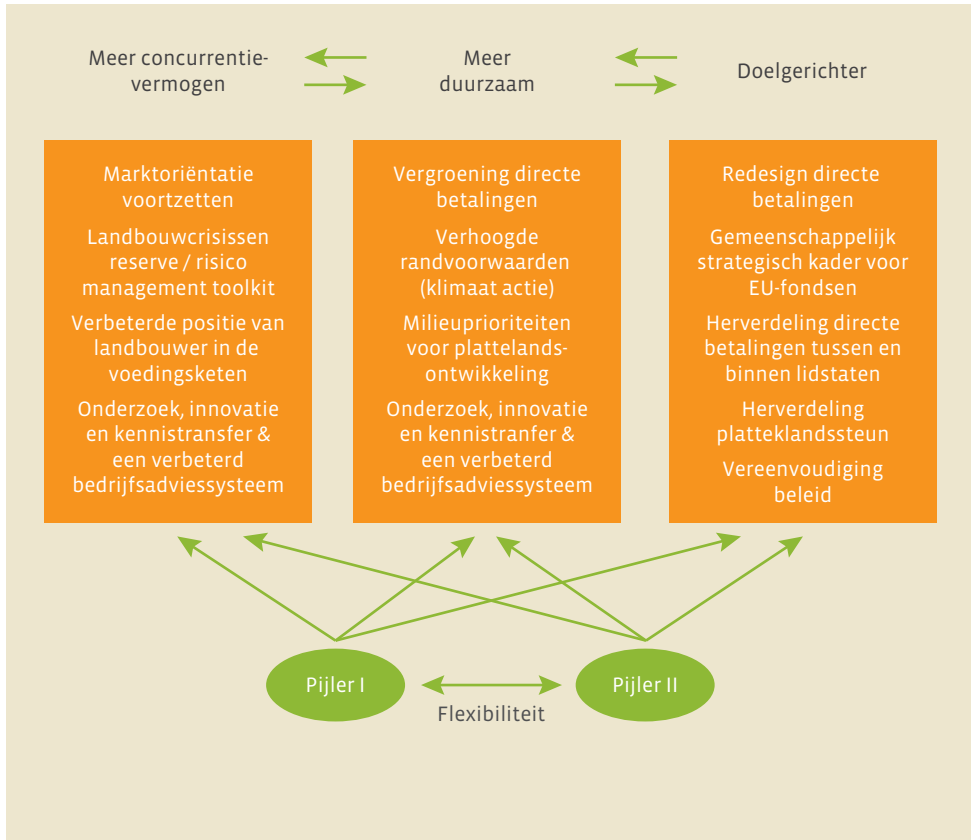 Meer concurrentie-
vermogen
Meer
duurzaam
Doelgerichter
Marktoriëntatie
voortzetten
Landbouwcrisissen
reserve / risico
management toolkit
Verbeterde positie van
landbouwer in de
voedingsketen
Onderzoek, innovatie
en kennistransfer &
een verbeterd
bedrijfsadviessysteem
Vergroening directe
betalingen
Verhoogde
randvoorwaarden
(klimaat actie)
Milieuprioriteiten
voor plattelands-
ontwikkeling
Onderzoek, innovatie
en kennistranfer &
een verbeterd
bedrijfsadviessysteem
Redesign directe
betalingen
Gemeenschappelijk
strategisch kader voor
EU-fondsen
Herverdeling directe
betalingen tussen en
binnen lidstaten
Herverdeling
platteklandssteun
Vereenvoudiging
beleid
Pijler I
Pijler II
Flexibiliteit